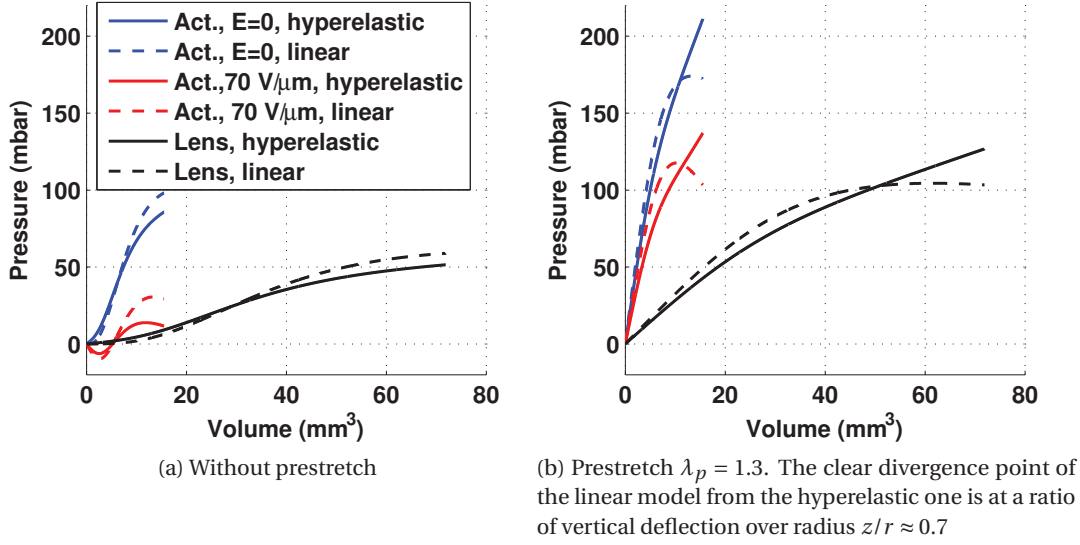 200
150
100
50
0
Pressure (mbar)
Act., E=0, hyperelastic
Act., E=0, linear
Act.,70 V/μm, hyperelastic
Act., 70 V/μm, linear
Lens, hyperelastic
Lens, linear
0 20 40 60 80
Volume (mm³)
(a) Without prestretch
200
150
100
50
0
Pressure (mbar)
0 20 40 60 80
Volume (mm³)
(b) Prestretch λp = 1.3. The clear divergence point of
the linear model from the hyperelastic one is at a ratio
of vertical deflection over radius z/r ≈ 0.7